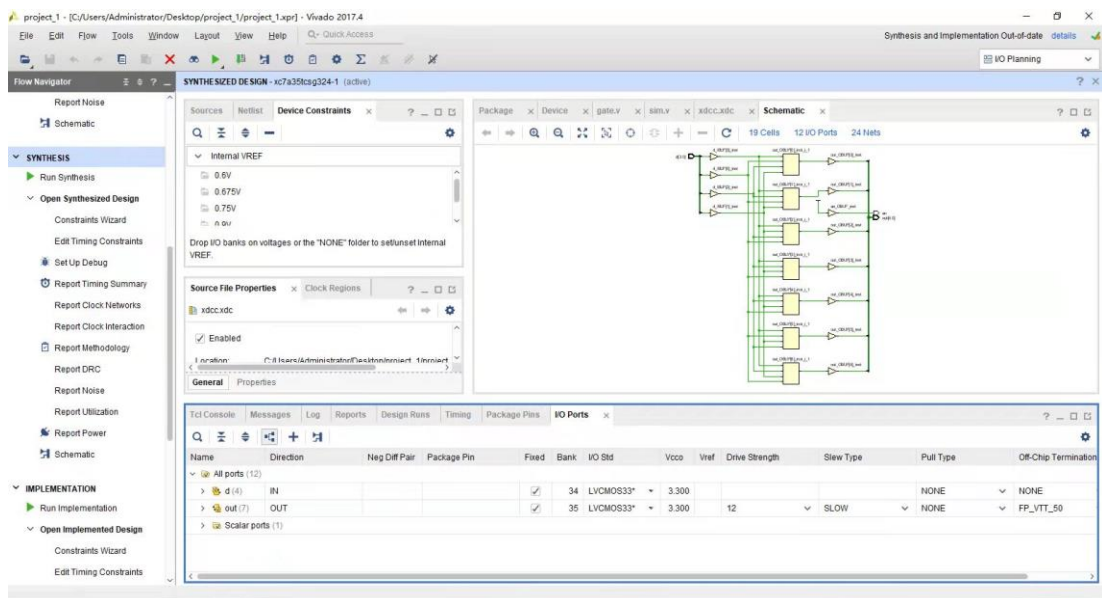 project_1 - [C:/Users/Administrator/Desktop/project_1/project_1.xpr] - Vivado 2017.4
File Edit Flow Tools Window Layout View Help Q- Quick Access
Synthesis and Implementation Out-of-date details
I/O Planning
Flow Navigator
SYNTHESIZED DESIGN - xc7a35tcsg324-1 (active)
Report Noise
Schematic
SYNTHESIS
Run Synthesis
Open Synthesized Design
Constraints Wizard
Edit Timing Constraints
Set Up Debug
Report Timing Summary
Report Clock Networks
Report Clock Interaction
Report Methodology
Report DRC
Report Noise
Report Utilization
Report Power
Schematic
IMPLEMENTATION
Run Implementation
Open Implemented Design
Constraints Wizard
Edit Timing Constraints
Sources Netlist Device Constraints
Internal VREF
0.6V
0.675V
0.75V
0.9V
Drop I/O banks on voltages or the "NONE" folder to set/unset internal
VREF.
Source File Properties Clock Regions
xdcc.xdc
Enabled
Location: C:/Users/Administrator/Desktop/project_1/project
General Properties
Package Device gate.v sim.v xdcc.xdc Schematic
19 Cells 12 I/O Ports 24 Nets
Tcl Console Messages Log Reports Design Runs Timing Package Pins I/O Ports
Name Direction Neg Diff Pair Package Pin Fixed Bank I/O Std Vcco Vref Drive Strength Slew Type Pull Type Off-Chip Termination
All ports (12)
d (4) IN 34 LVCMOS33* 3.300 NONE NONE
out (7) OUT 35 LVCMOS33* 3.300 12 SLOW NONE FP_VTT_50
Scalar ports (1)